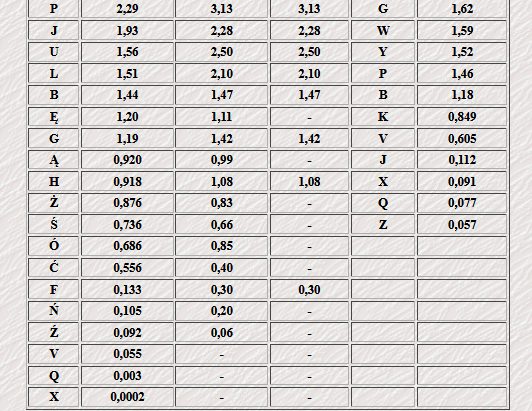 P 2,29 3,13 3,13 G 1,62
J 1,93 2,28 2,28 W 1,59
U 1,56 2,50 2,50 Y 1,52
L 1,51 2,10 2,10 P 1,46
B 1,44 1,47 1,47 B 1,18
Ę 1,20 1,11 - K 0,849
G 1,19 1,42 1,42 V 0,605
Ą 0,920 0,99 - J 0,112
H 0,918 1,08 1,08 X 0,091
Ż 0,876 0,83 - Q 0,077
Ś 0,736 0,66 - Z 0,057
Ó 0,686 0,85 -
Ć 0,556 0,40 -
F 0,133 0,30 0,30
Ń 0,105 0,20 -
Ź 0,092 0,06 -
V 0,055 - -
Q 0,003 - -
X 0,0002 - -